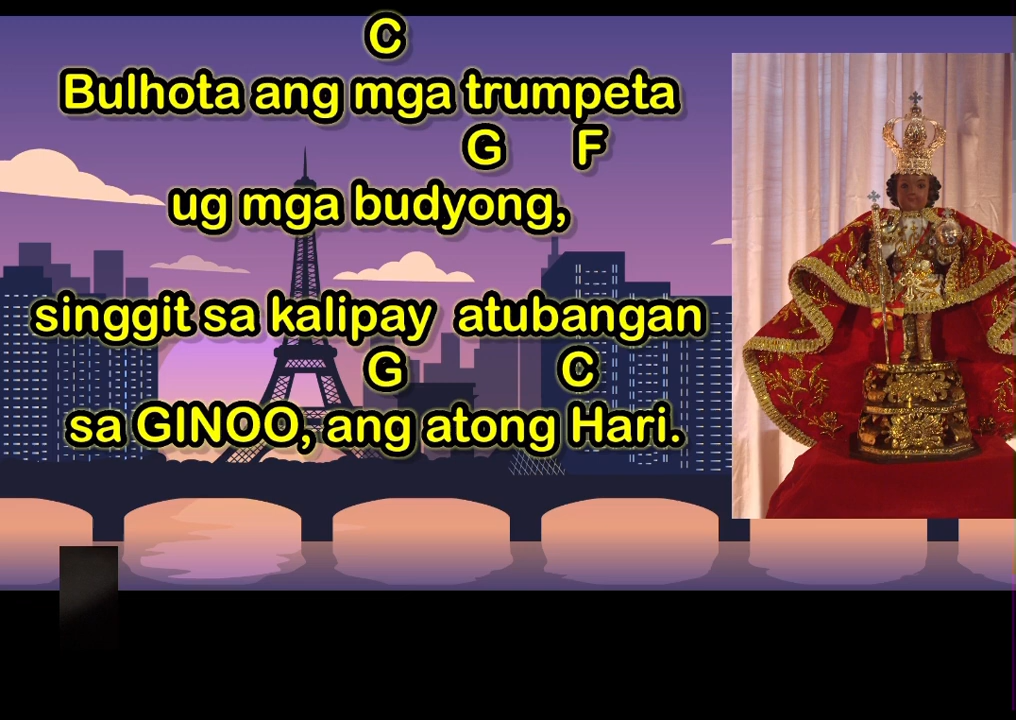 C
Bulhota ang mga trumpeta
G F
ug mga budyong,
singgit sa kalipay atubangan
G C
sa GINOO, ang atong Hari.